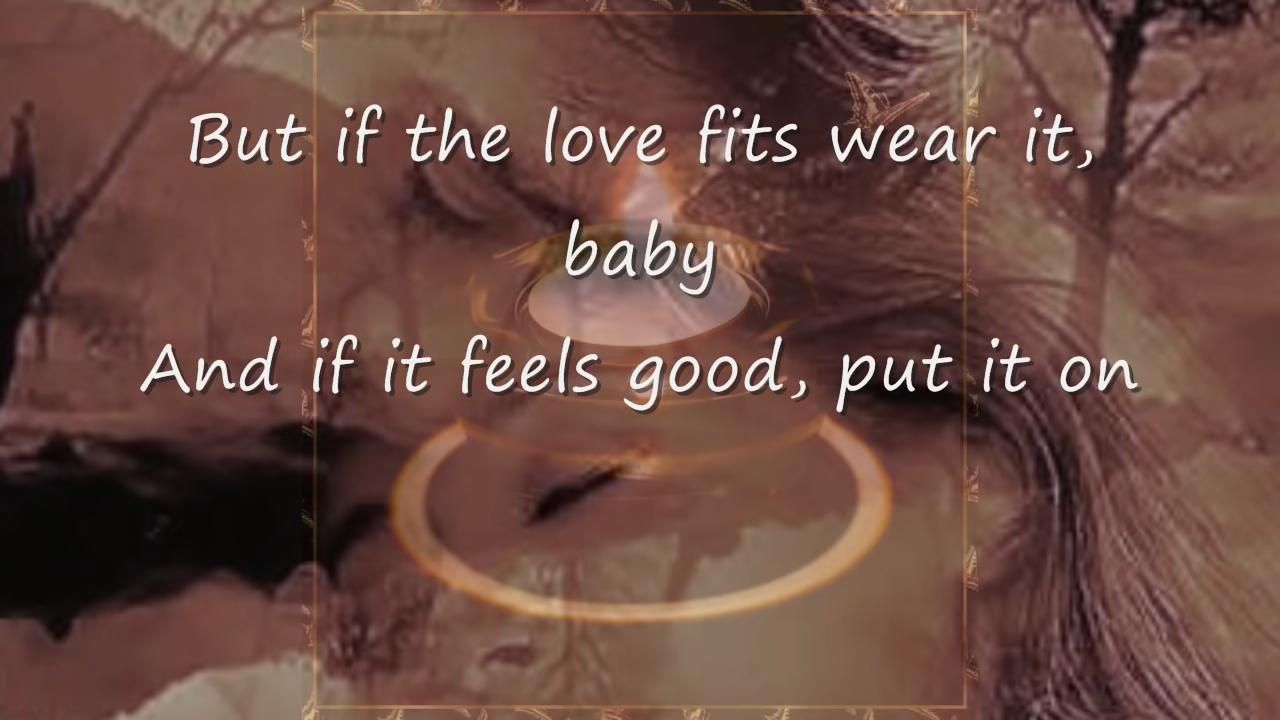 But if the love fits wear it,
baby
And if it feels good, put it on